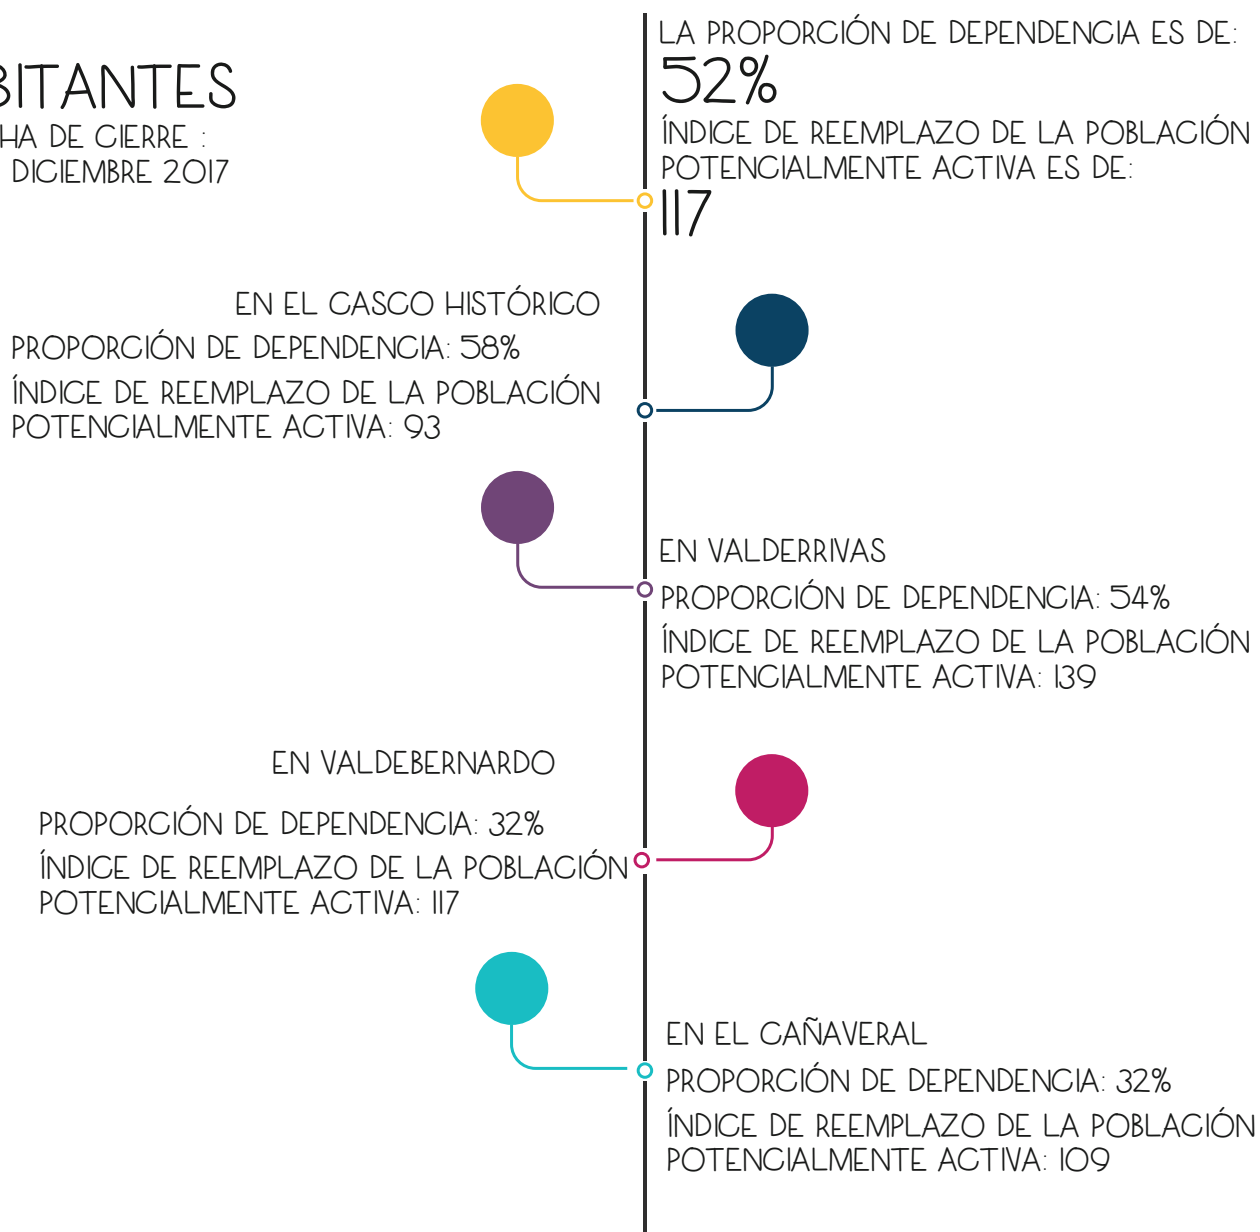 BITANTES
HA DE CIERRE :
DICIEMBRE 2017
LA PROPORCIÓN DE DEPENDENCIA ES DE:
52%
ÍNDICE DE REEMPLAZO DE LA POBLACIÓN
POTENCIALMENTE ACTIVA ES DE:
117
EN EL CASCO HISTÓRICO
PROPORCIÓN DE DEPENDENCIA: 58%
ÍNDICE DE REEMPLAZO DE LA POBLACIÓN
POTENCIALMENTE ACTIVA: 93
EN VALDERRIVAS
PROPORCIÓN DE DEPENDENCIA: 54%
ÍNDICE DE REEMPLAZO DE LA POBLACIÓN
POTENCIALMENTE ACTIVA: 139
EN VALDEBERNARDO
PROPORCIÓN DE DEPENDENCIA: 32%
ÍNDICE DE REEMPLAZO DE LA POBLACIÓN
POTENCIALMENTE ACTIVA: 117
EN EL CAÑAVERAL
PROPORCIÓN DE DEPENDENCIA: 32%
ÍNDICE DE REEMPLAZO DE LA POBLACIÓN
POTENCIALMENTE ACTIVA: 109